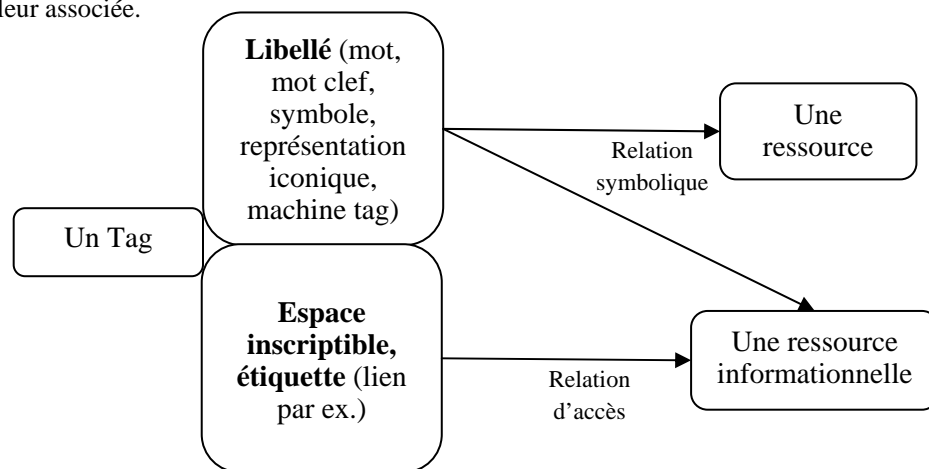 leur associée.
Libellé (mot,
mot clef,
symbole,
représentation
iconique,
machine tag)
Une
ressource
Relation
symbolique
Un Tag
Espace
inscriptible,
étiquette (lien
par ex.)
Relation
d’accès
Une ressource
informationnelle